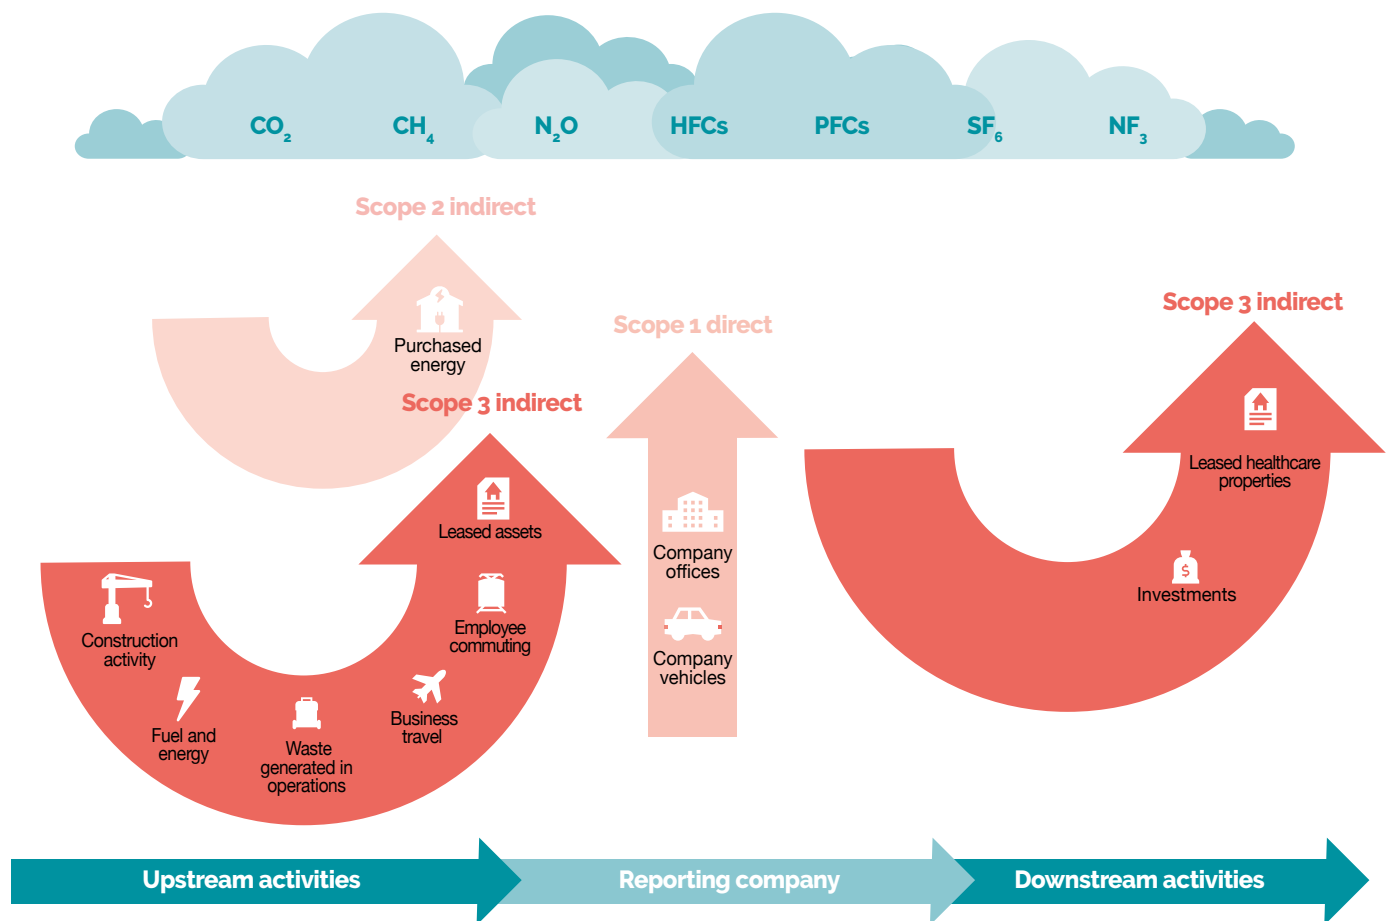 CO₂ CH₄ N₂O HFCs PFCs SF₆ NF₃
Scope 2 indirect
Purchased
energy
Scope 3 indirect
Leased assets
Employee
commuting
Business
travel
Waste
generated in
operations
Fuel and
energy
Construction
activity
Scope 1 direct
Company
offices
Company
vehicles
Scope 3 indirect
Leased healthcare
properties
Investments
Upstream activities
Reporting company
Downstream activities